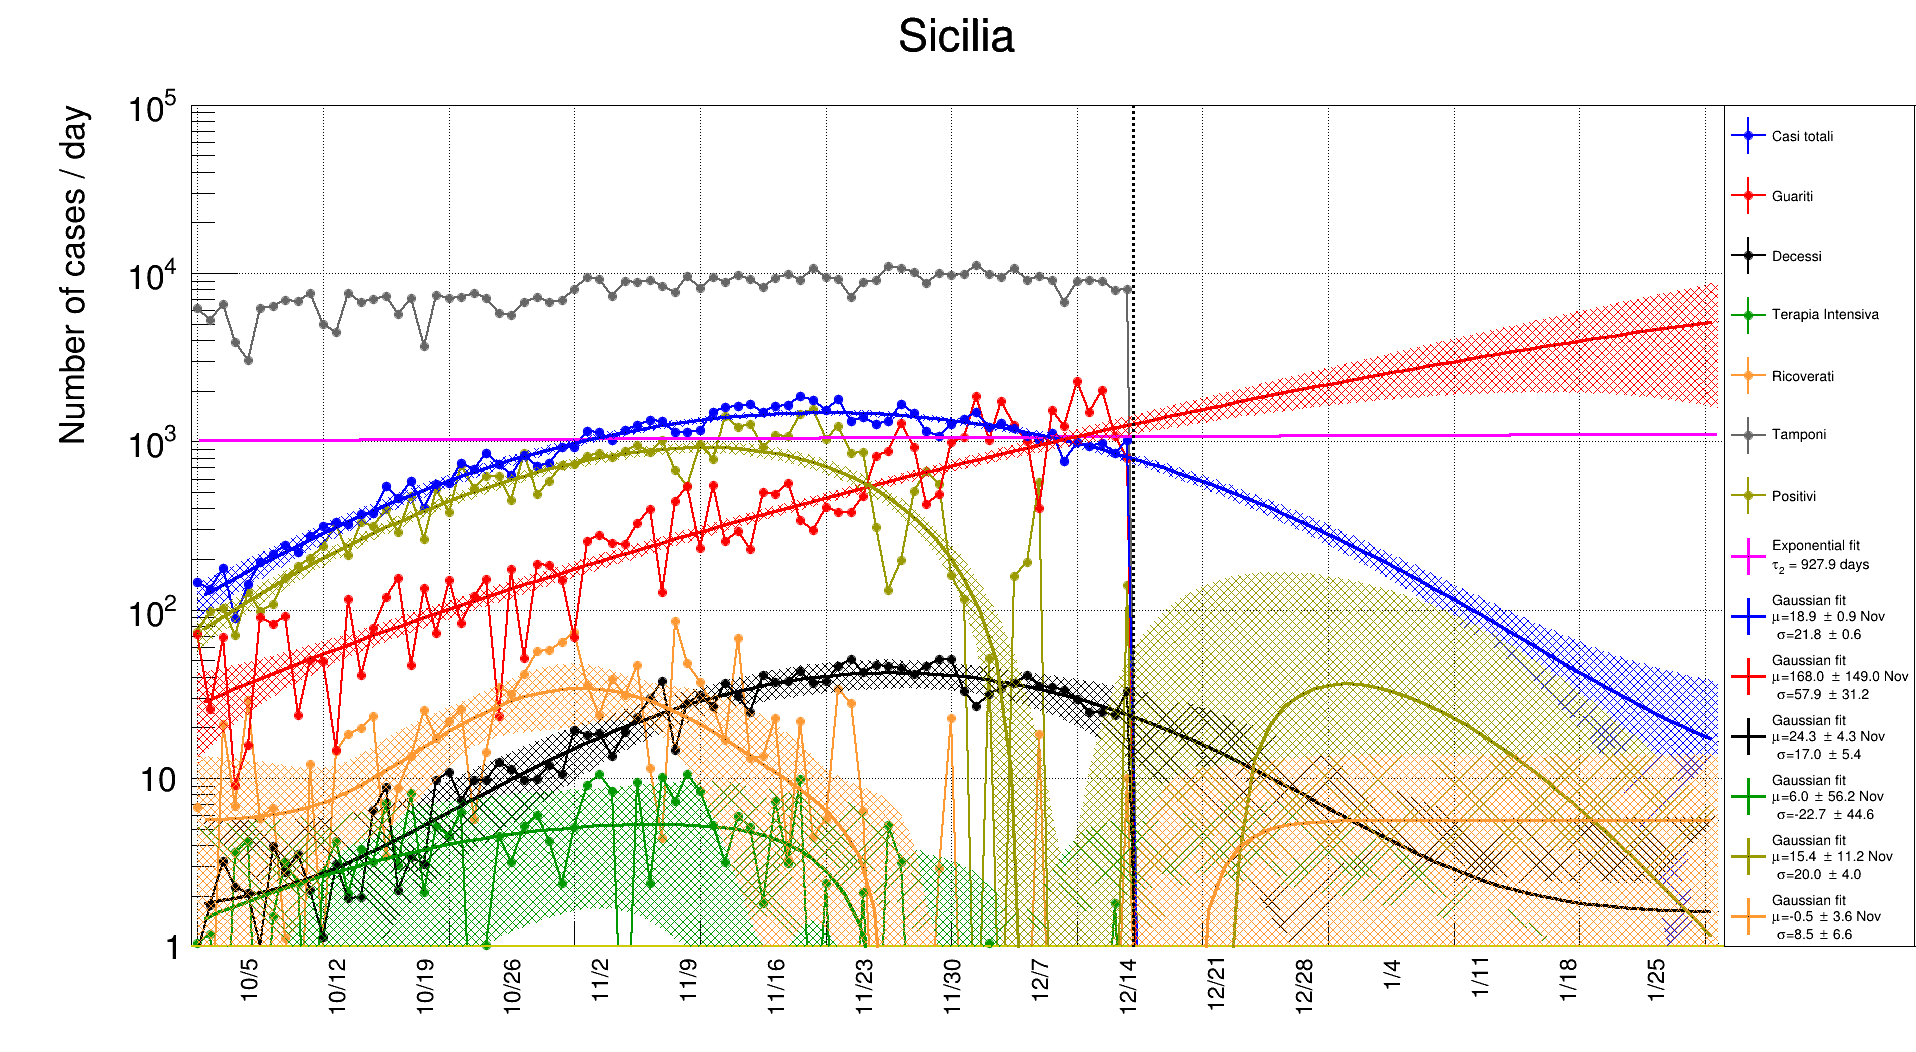 Sicilia
Number of cases / day
10^5
10^4
10^3
10^2
10
1
10/5
10/12
10/19
10/26
11/2
11/9
11/16
11/23
11/30
12/7
12/14
12/21
12/28
1/4
1/11
1/18
1/25
Casi totali
Guariti
Decessi
Terapia Intensiva
Ricoverati
Tamponi
Positivi
Exponential fit
τ₂ = 927.9 days
Gaussian fit
μ=18.9 ± 0.9 Nov
σ=21.8 ± 0.6
Gaussian fit
μ=168.0 ± 149.0 Nov
σ=57.9 ± 31.2
Gaussian fit
μ=24.3 ± 4.3 Nov
σ=17.0 ± 5.4
Gaussian fit
μ=6.0 ± 56.2 Nov
σ=-22.7 ± 44.6
Gaussian fit
μ=15.4 ± 11.2 Nov
σ=20.0 ± 4.0
Gaussian fit
μ=-0.5 ± 3.6 Nov
σ=8.5 ± 6.6